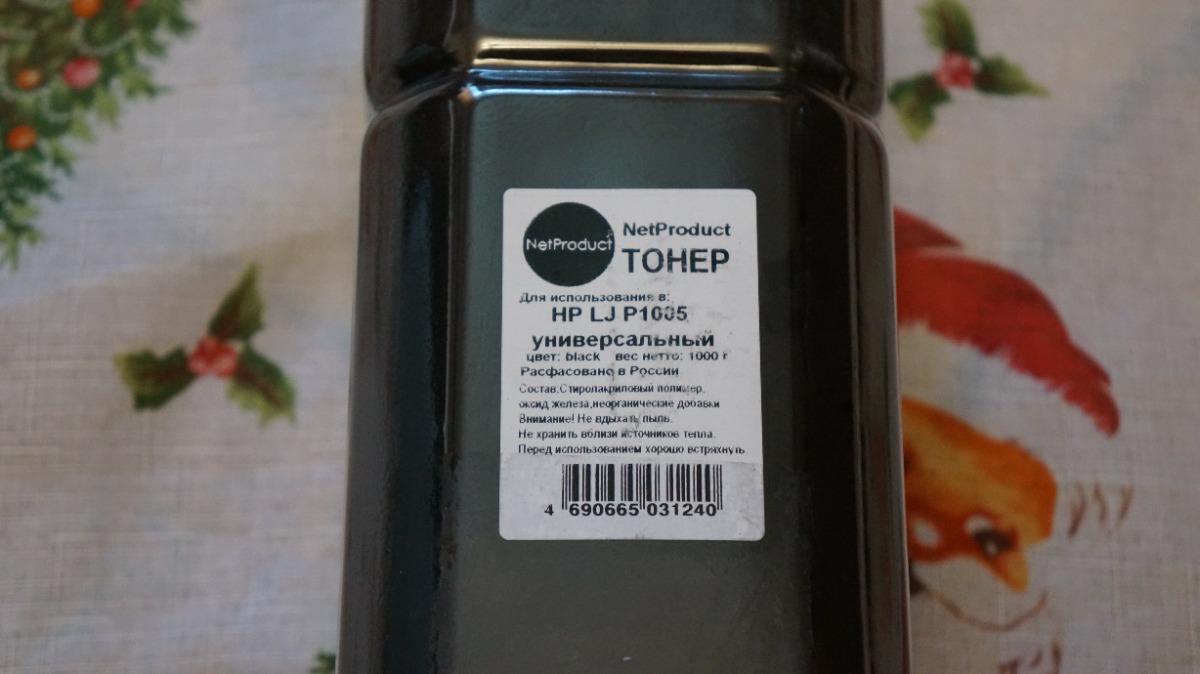 NetProduct
NetProduct
ТОНЕР
Для использования в:
HP LJ P1005
универсальный
цвет: black вес нетто: 1000 г
Расфасовано в России
Состав:Стиролакриловый полимер,
оксид железа,неорганические добавки
Внимание! Не вдыхать пыль.
Не хранить вблизи источников тепла.
Перед использованием хорошо встряхнуть
4 690665 031240